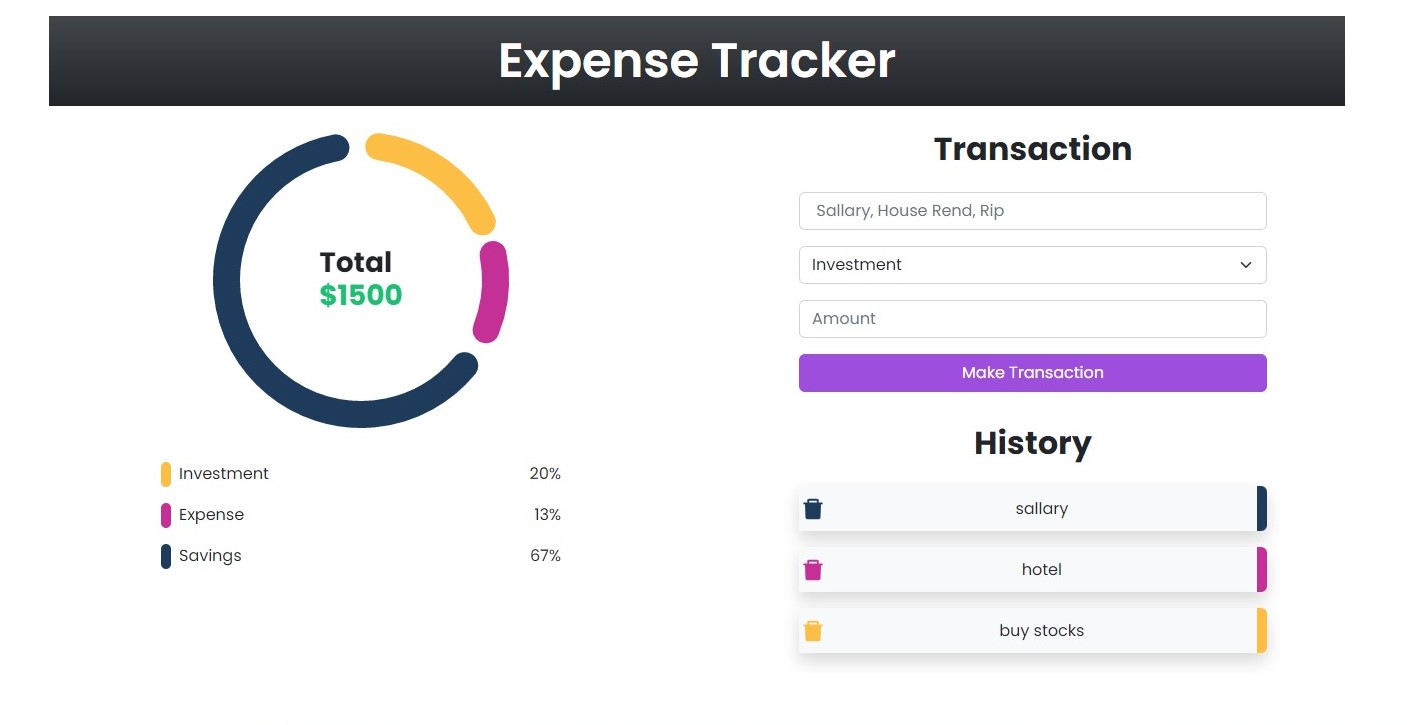 Expense Tracker
Total
$1500
Investment 20%
Expense 13%
Savings 67%
Transaction
Sallary, House Rend, Rip
Investment
Amount
Make Transaction
History
sallary
hotel
buy stocks